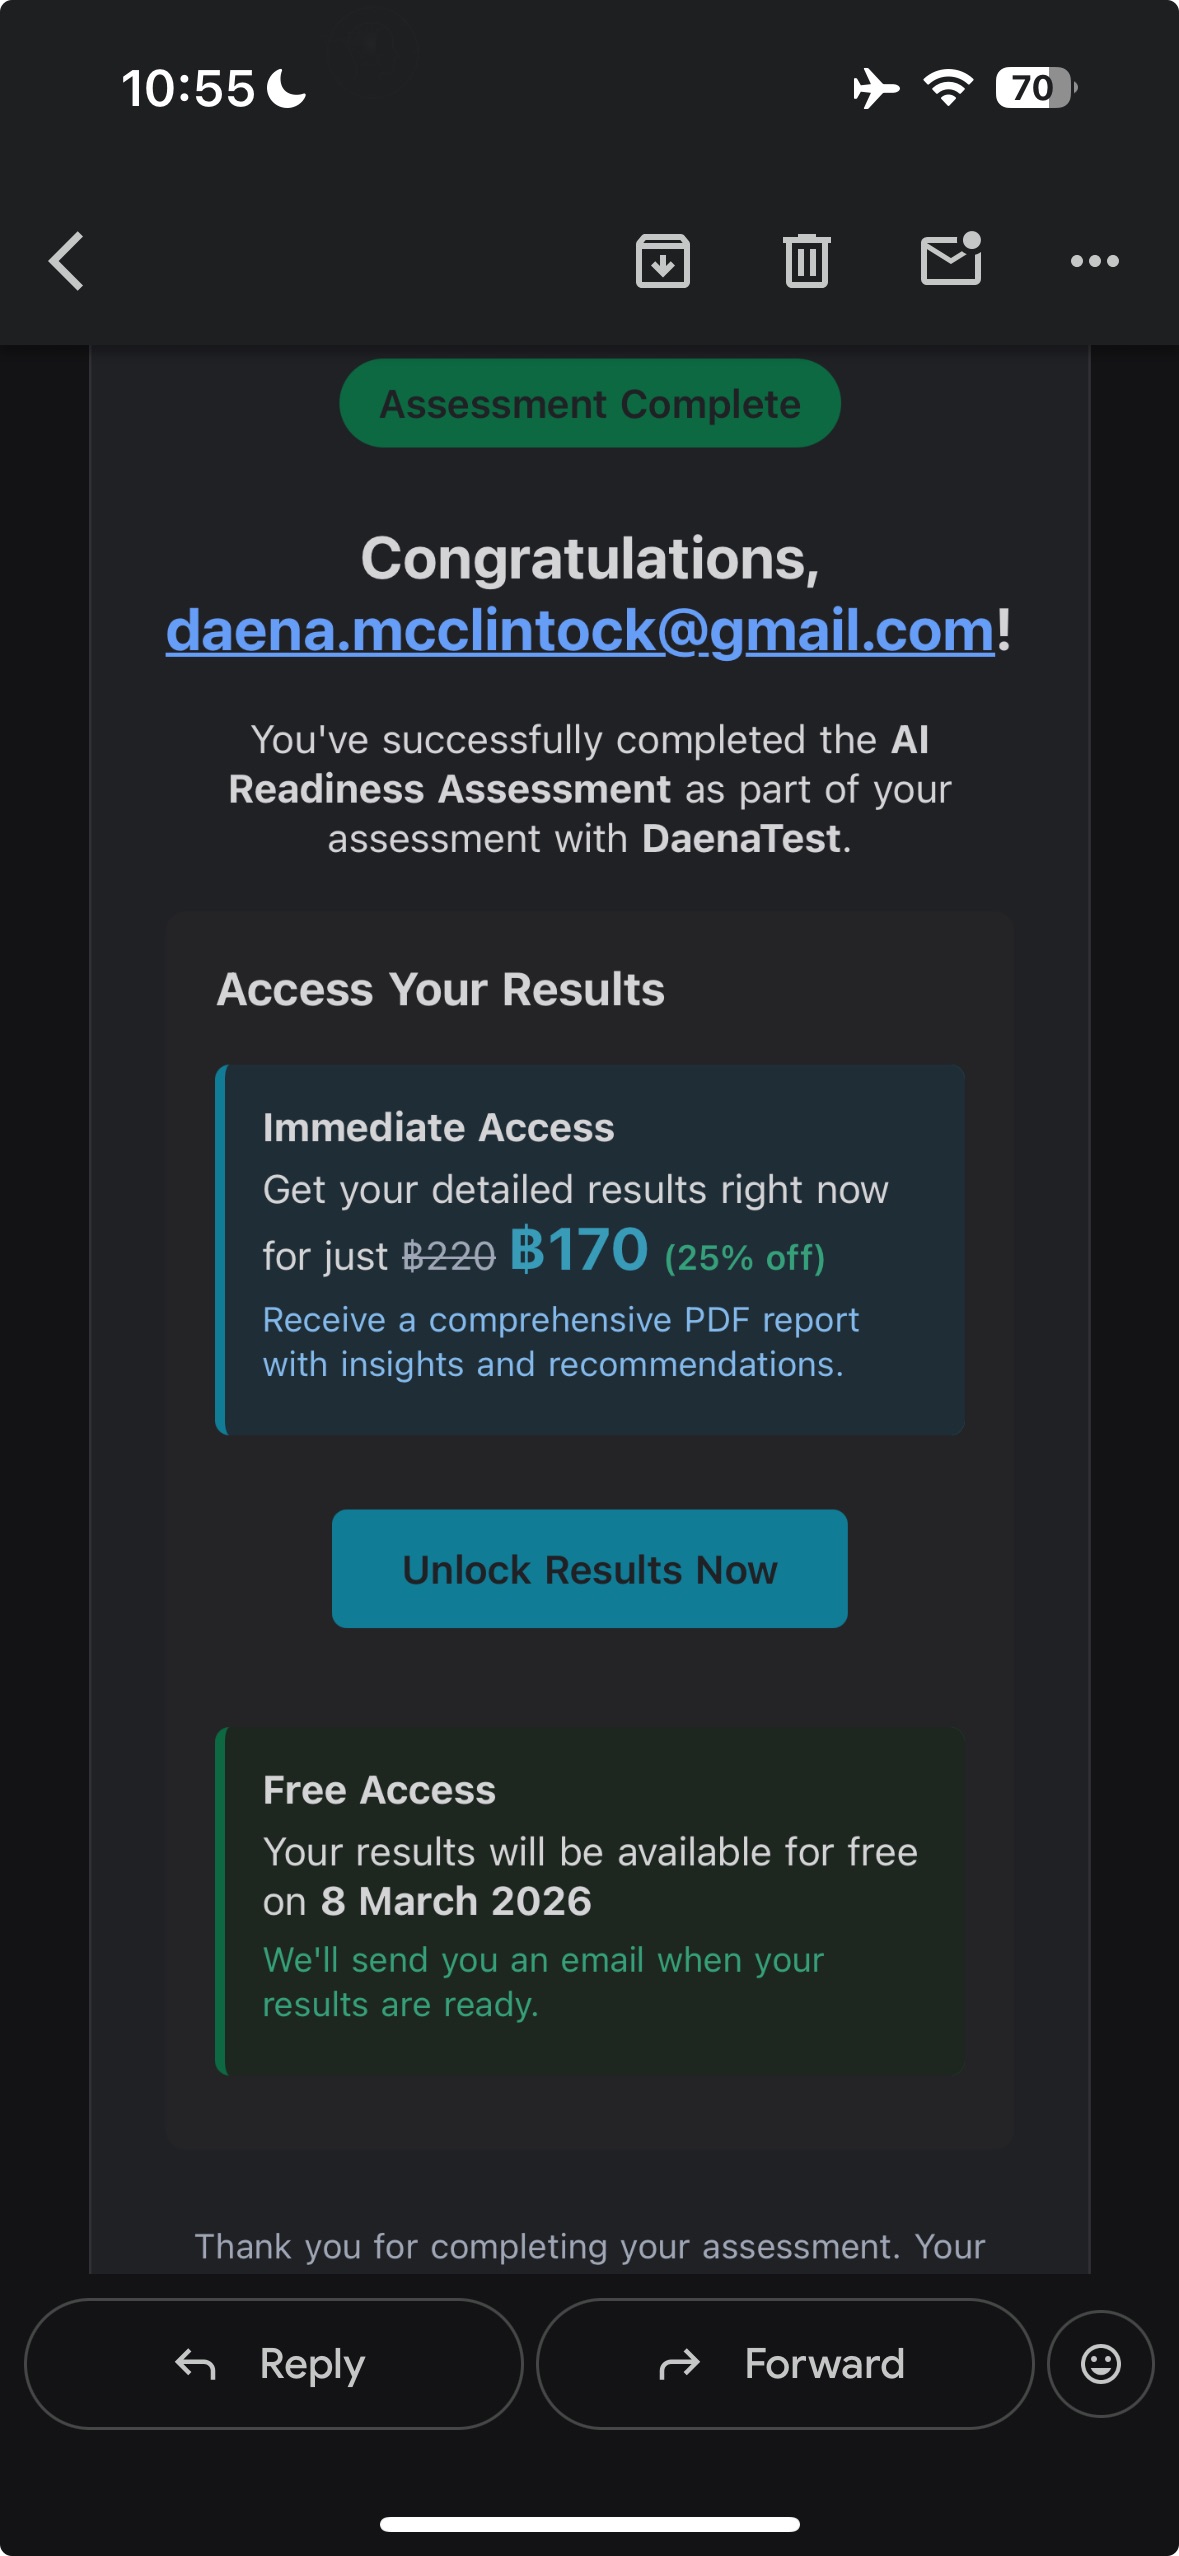 10:55
70
Assessment Complete
Congratulations,
daena.mcclintock@gmail.com!
You've successfully completed the AI
Readiness Assessment as part of your
assessment with DaenaTest.
Access Your Results
Immediate Access
Get your detailed results right now
for just ฿220 ฿170 (25% off)
Receive a comprehensive PDF report
with insights and recommendations.
Unlock Results Now
Free Access
Your results will be available for free
on 8 March 2026
We'll send you an email when your
results are ready.
Thank you for completing your assessment. Your
Reply
Forward